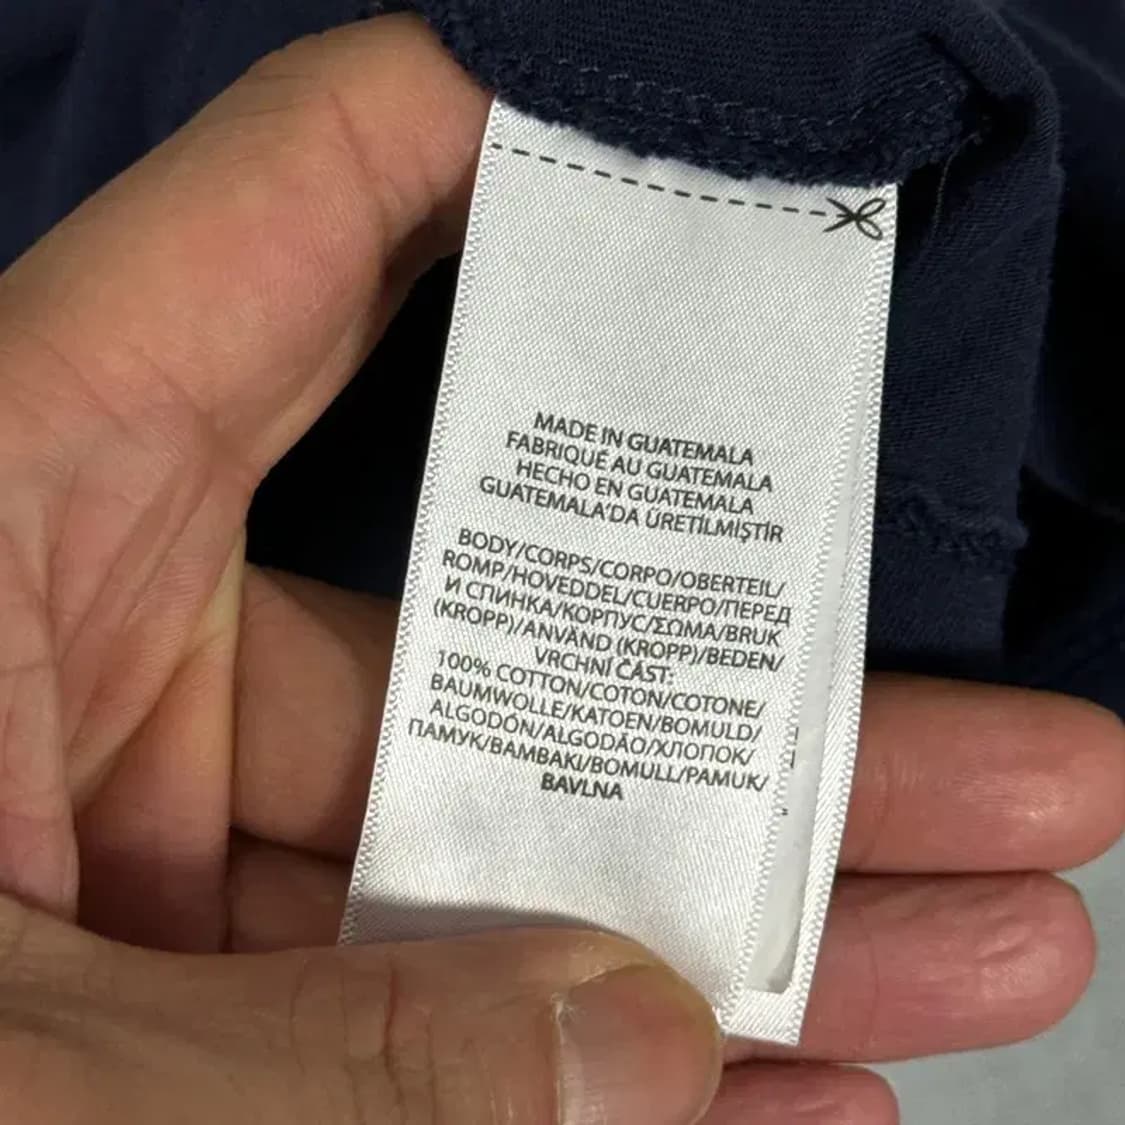 MADE IN GUATEMALA
FABRIQUÉ AU GUATEMALA
HECHO EN GUATEMALA
GUATEMALA'DA ÜRETİLMİŞTİR
BODY/CORPS/CORPO/OBERTEIL/
ROMP/HOVEDDEL/CUERPO/ПЕРЕД
И СПИНКА/КОРПУС/ΣΩΜΑ/BRUK
(KROPP)/ANVÄND (KROPP)/BEDEN/
VRCHNÍ ČÁST:
100% COTTON/COTON/COTONE/
BAUMWOLLE/KATOEN/BOMULD/
ALGODÓN/ALGODÃO/ХЛОПОК/
ПАМУК/BAMBAKI/BOMULL/PAMUK/
BAVLNA